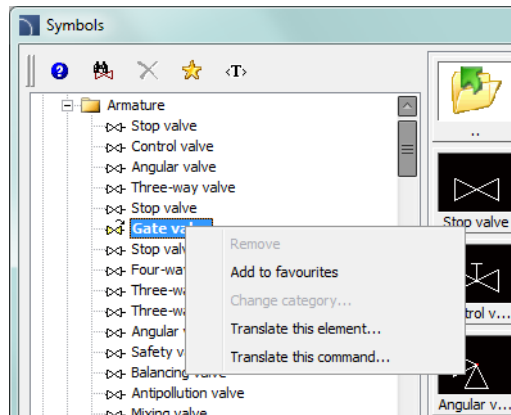 Symbols
<T>
Armature
Stop valve
Control valve
Angular valve
Three-way valve
Stop valve
Gate va
Stop valv
Four-wa
Three-wa
Three-wa
Angular
Safety v
Balancing valve
Antipollution valve
Mixing valve
Remove
Add to favourites
Change category...
Translate this element...
Translate this command...
..
Stop valve
trol v...
Angular v...